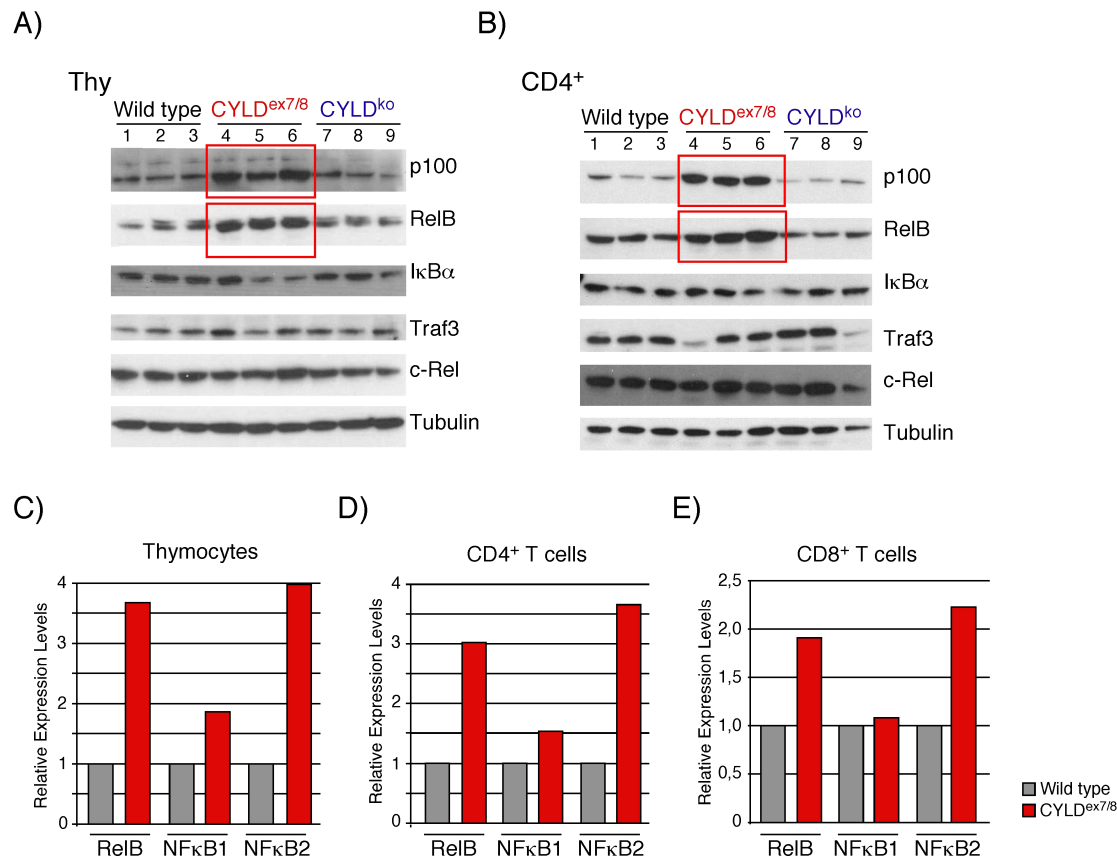 A)
Thy
Wild type CYLDex7/8 CYLDko
1 2 3 4 5 6 7 8 9
p100
RelB
IκBα
Traf3
c-Rel
Tubulin
B)
CD4+
Wild type CYLDex7/8 CYLDko
1 2 3 4 5 6 7 8 9
p100
RelB
IκBα
Traf3
c-Rel
Tubulin
C)
Thymocytes
Relative Expression Levels
4
3
2
1
0
RelB NFκB1 NFκB2
D)
CD4+ T cells
Relative Expression Levels
4
3
2
1
0
RelB NFκB1 NFκB2
E)
CD8+ T cells
Relative Expression Levels
2,5
2,0
1,5
1,0
0,5
0
RelB NFκB1 NFκB2
Wild type
CYLDex7/8